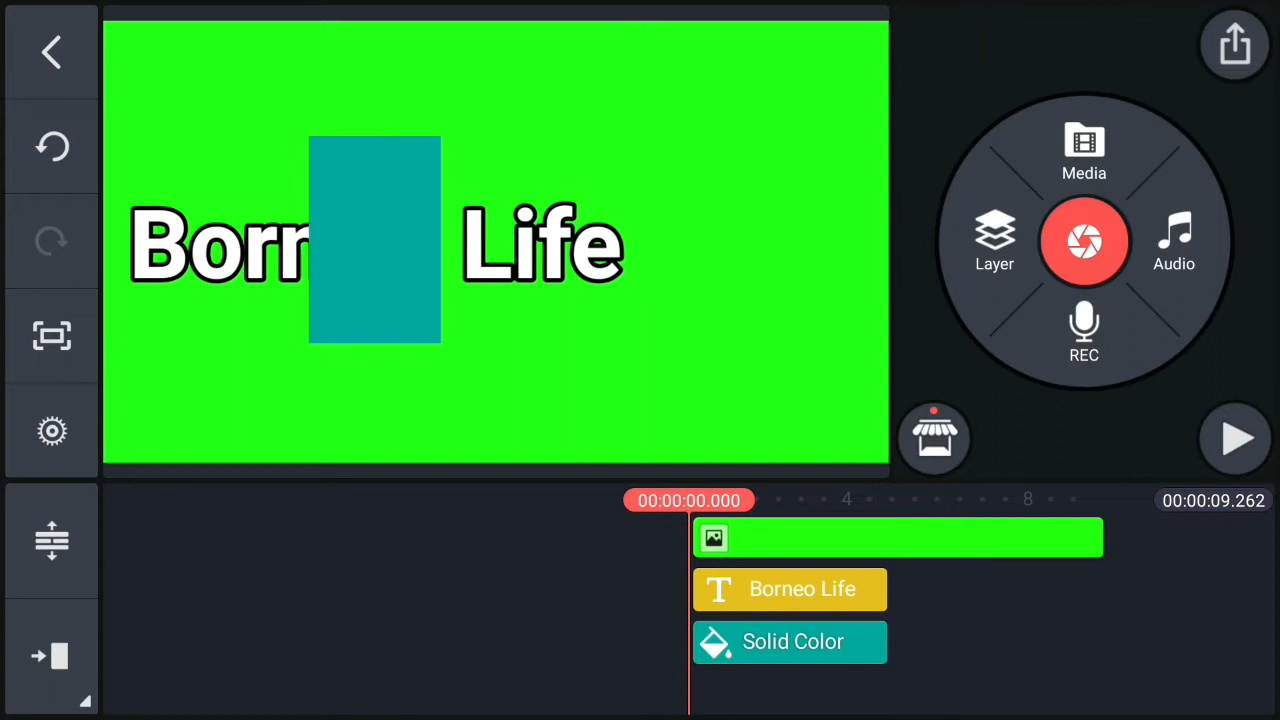 Born Life
Media
Layer
Audio
REC
00:00:00.000
4
8
00:00:09.262
T Borneo Life
Solid Color